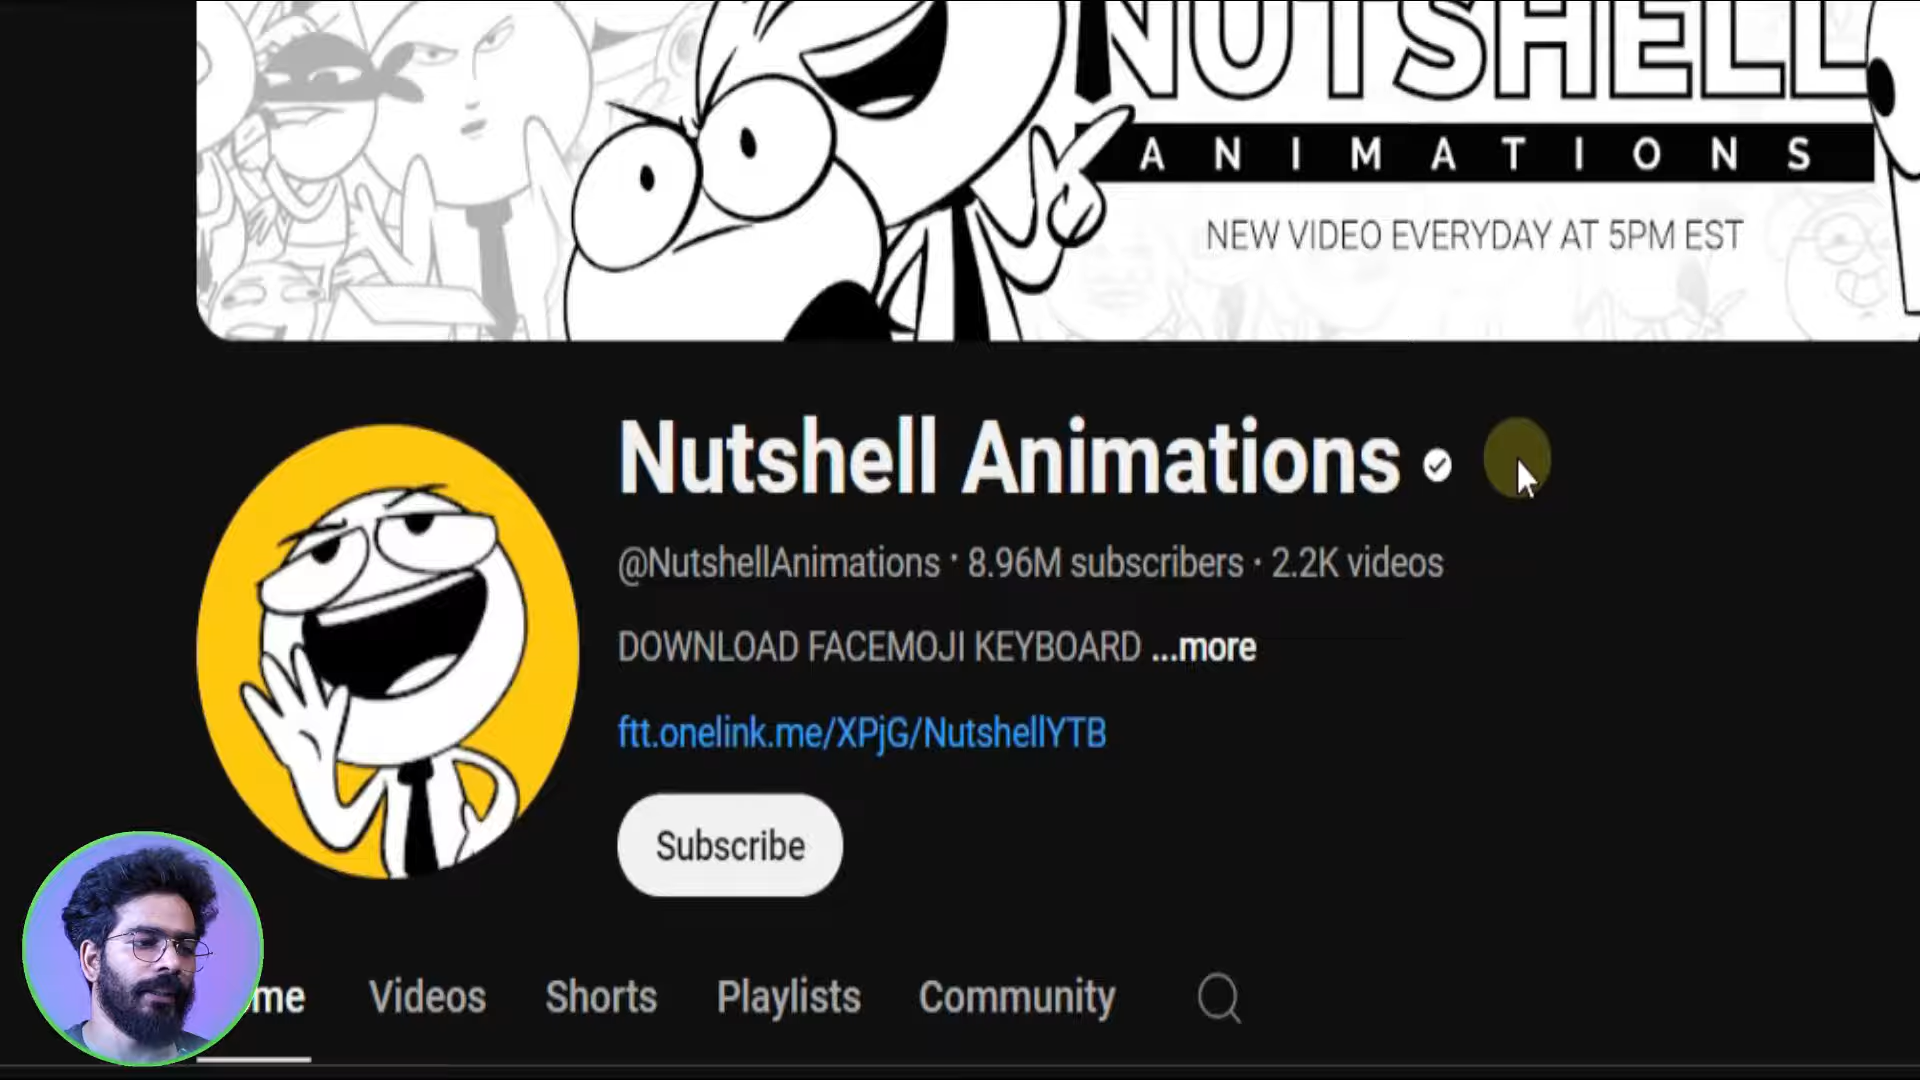 NUTSHELL
ANIMATIONS
NEW VIDEO EVERYDAY AT 5PM EST
Nutshell Animations
@NutshellAnimations · 8.96M subscribers · 2.2K videos
DOWNLOAD FACEMOJI KEYBOARD ...more
ftt.onelink.me/XPjG/NutshellYTB
Subscribe
me Videos Shorts Playlists Community